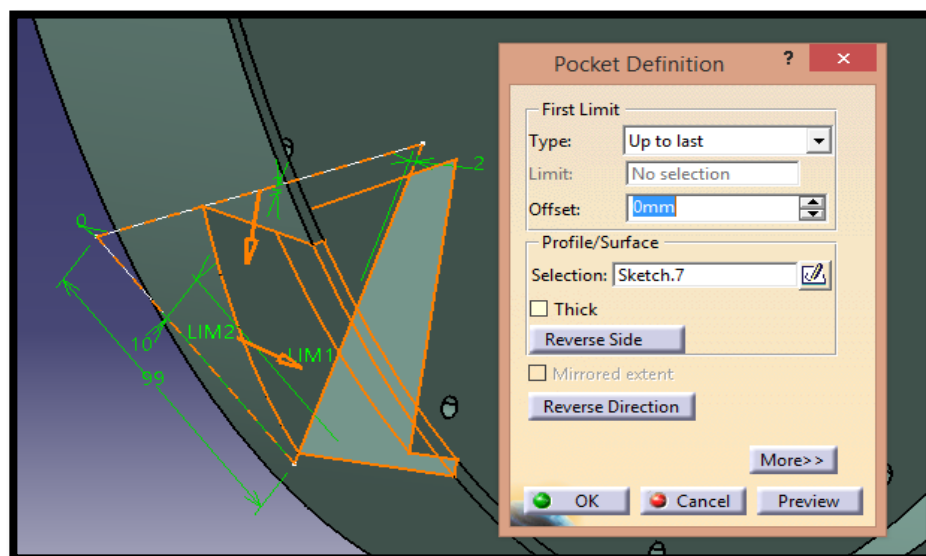 Pocket Definition ? ×
First Limit
Type: Up to last
Limit: No selection
Offset: 0mm
Profile/Surface
Selection: Sketch.7
Thick
Reverse Side
Mirrored extent
Reverse Direction
More>>
OK Cancel Preview
2
0
LIM2
LIM1
10
99